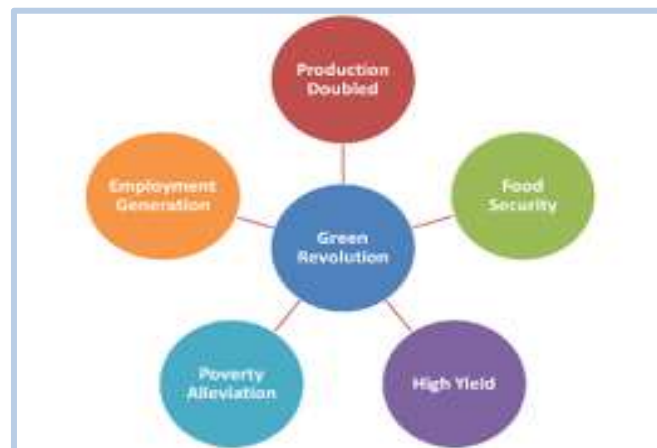 Production
Doubled
Employment
Generation
Food
Security
Green
Revolution
Poverty
Alleviation
High Yield